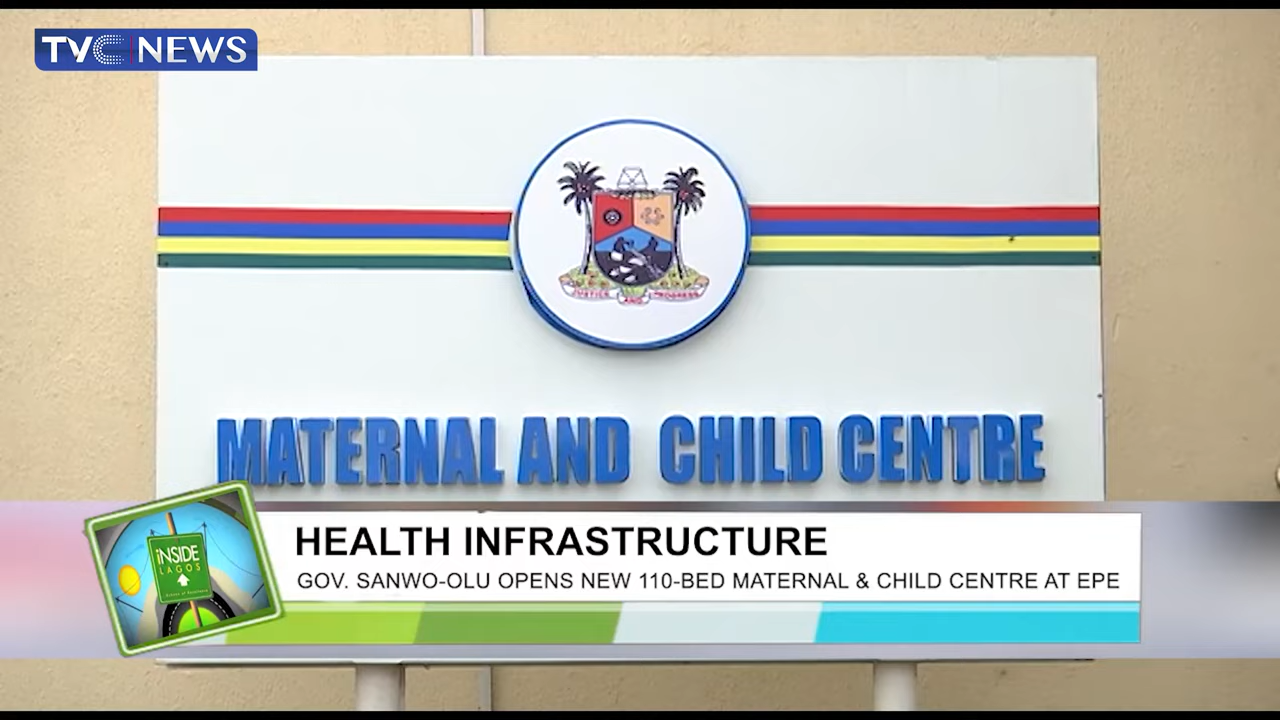 TVC NEWS
JUSTICE AND PROGRESS
MATERNAL AND CHILD CENTRE
iNSIDE
LAGOS
HEALTH INFRASTRUCTURE
GOV. SANWO-OLU OPENS NEW 110-BED MATERNAL & CHILD CENTRE AT EPE